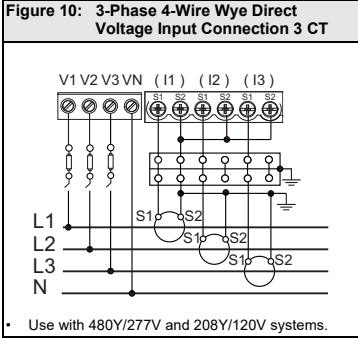 Figure 10: 3-Phase 4-Wire Wye Direct
Voltage Input Connection 3 CT
V1 V2 V3 VN ( I1 ) ( I2 ) ( I3 )
S1 S2 S1 S2 S1 S2
L1 S1 S2
L2 S1 S2
L3 S1 S2
N
• Use with 480Y/277V and 208Y/120V systems.